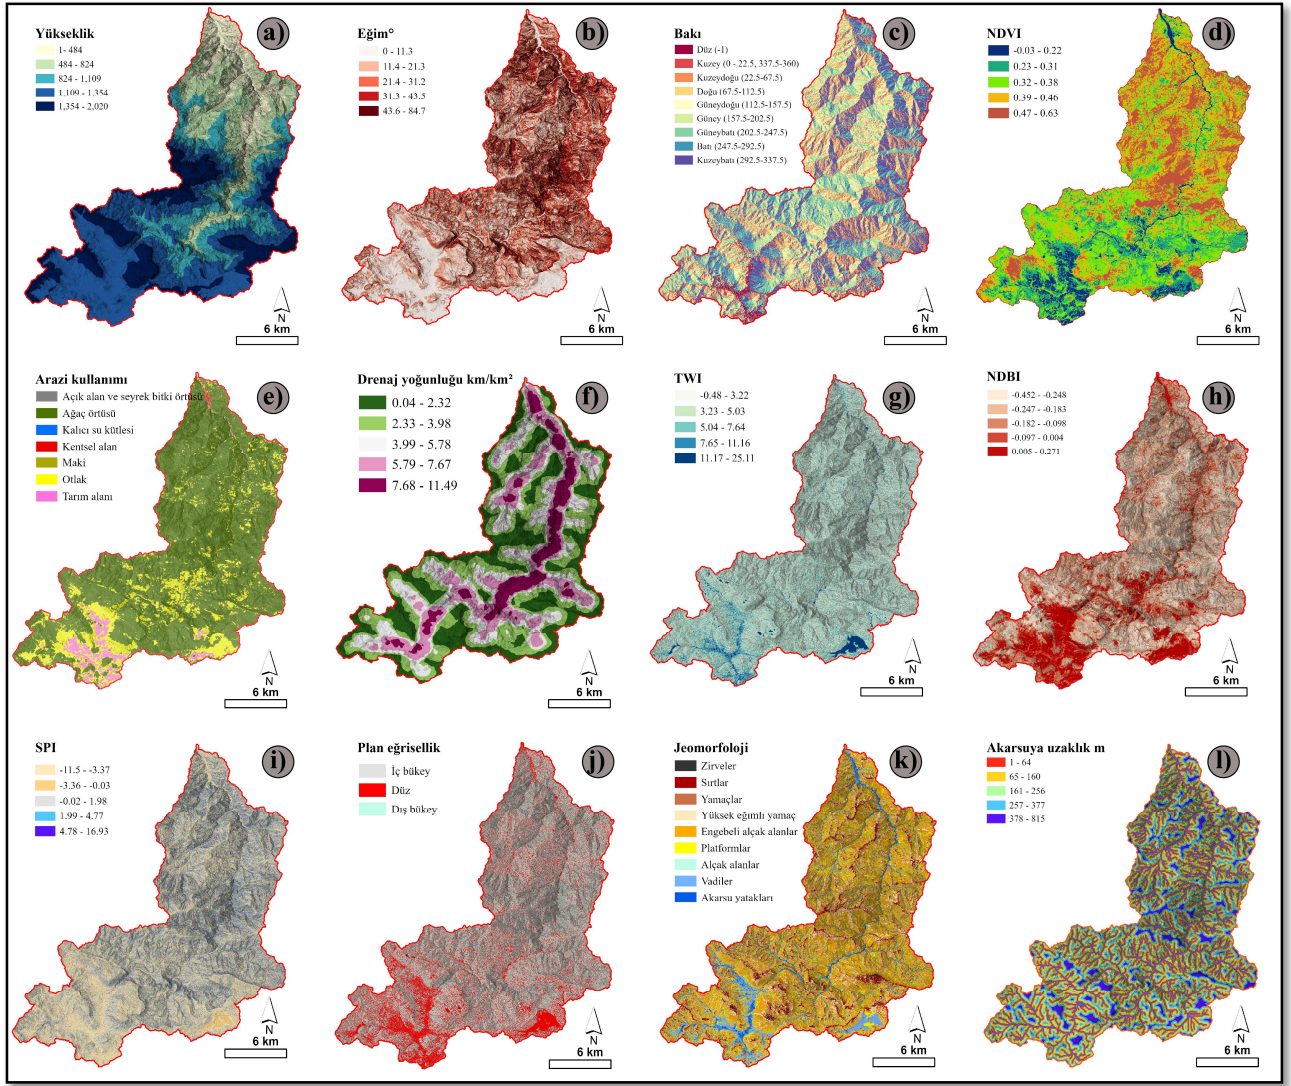 Yükseklik
a)
1- 484
484 - 824
824 - 1,109
1,109 - 1,354
1,354 - 2,020
N
6 km
Eğim°
b)
0 - 11.3
11.4 - 21.3
21.4 - 31.2
31.3 - 43.5
43.6 - 84.7
N
6 km
Bakı
c)
Düz (-1)
Kuzey (0 - 22.5, 337.5-360)
Kuzeydoğu (22.5-67.5)
Doğu (67.5-112.5)
Güneydoğu (112.5-157.5)
Güney (157.5-202.5)
Güneybatı (202.5-247.5)
Batı (247.5-292.5)
Kuzeybatı (292.5-337.5)
N
6 km
NDVI
d)
-0.03 - 0.22
0.23 - 0.31
0.32 - 0.38
0.39 - 0.46
0.47 - 0.63
N
6 km
Arazi kullanımı
e)
Açık alan ve seyrek bitki örtüsü
Ağaç örtüsü
Kalıcı su kütlesi
Kentsel alan
Maki
Otlak
Tarım alanı
N
6 km
Drenaj yoğunluğu km/km²
f)
0.04 - 2.32
2.33 - 3.98
3.99 - 5.78
5.79 - 7.67
7.68 - 11.49
N
6 km
TWI
g)
-0.48 - 3.22
3.23 - 5.03
5.04 - 7.64
7.65 - 11.16
11.17 - 25.11
N
6 km
NDBI
h)
-0.452 - -0.248
-0.247 - -0.183
-0.182 - -0.098
-0.097 - 0.004
0.005 - 0.271
N
6 km
SPI
i)
-11.5 - -3.37
-3.36 - -0.03
-0.02 - 1.98
1.99 - 4.77
4.78 - 16.93
N
6 km
Plan eğrisellik
j)
İç bükey
Düz
Dış bükey
N
6 km
Jeomorfoloji
k)
Zirveler
Sırtlar
Yamaçlar
Yüksek eğimli yamaç
Engebeli alçak alanlar
Platformlar
Alçak alanlar
Vadiler
Akarsu yatakları
N
6 km
Akarsuya uzaklık m
l)
1 - 64
65 - 160
161 - 256
257 - 377
378 - 815
N
6 km